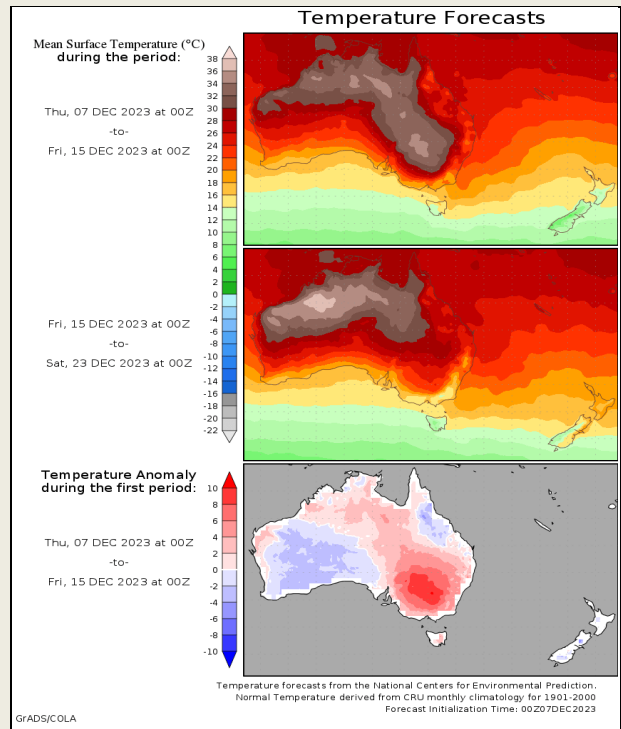 Temperature Forecasts
Mean Surface Temperature (°C)
during the period:
Thu, 07 DEC 2023 at 00Z
-to-
Fri, 15 DEC 2023 at 00Z
38
36
34
32
30
28
26
24
22
20
18
16
14
12
10
8
6
4
2
0
-2
-4
-6
-8
-10
-12
-14
-16
-18
-20
-22
Fri, 15 DEC 2023 at 00Z
-to-
Sat, 23 DEC 2023 at 00Z
Temperature Anomaly
during the first period:
Thu, 07 DEC 2023 at 00Z
-to-
Fri, 15 DEC 2023 at 00Z
10
8
6
4
2
0
-2
-4
-6
-8
-10
Temperature forecasts from the National Centers for Environmental Prediction.
Normal Temperature derived from CRU monthly climatology for 1901-2000
Forecast Initialization Time: 00Z07DEC2023
GrADS/COLA